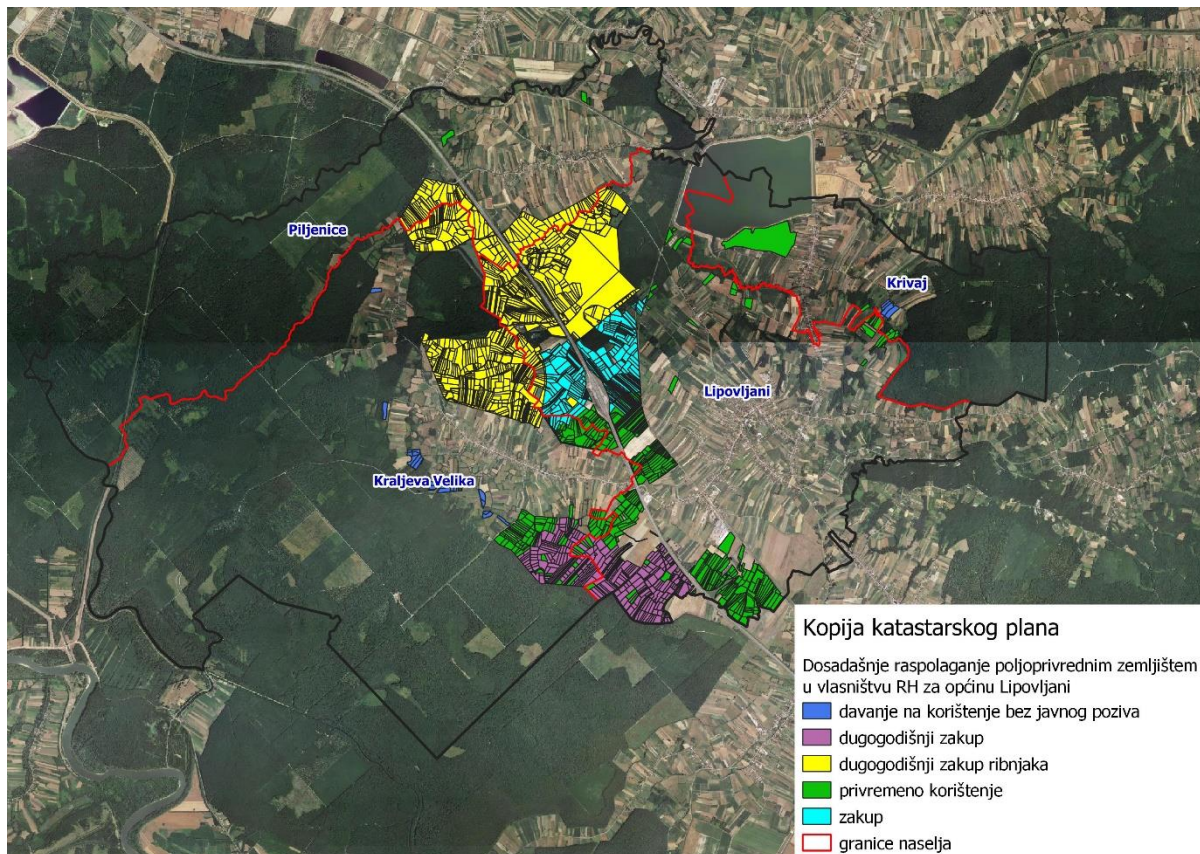 Piljenice
Krivaj
Lipovljani
Kraljeva Velika
Kopija katastarskog plana
Dosadašnje raspolaganje poljoprivrednim zemljištem
u vlasništvu RH za općinu Lipovljani
davanje na korištenje bez javnog poziva
dugogodišnji zakup
dugogodišnji zakup ribnjaka
privremeno korištenje
zakup
granice naselja